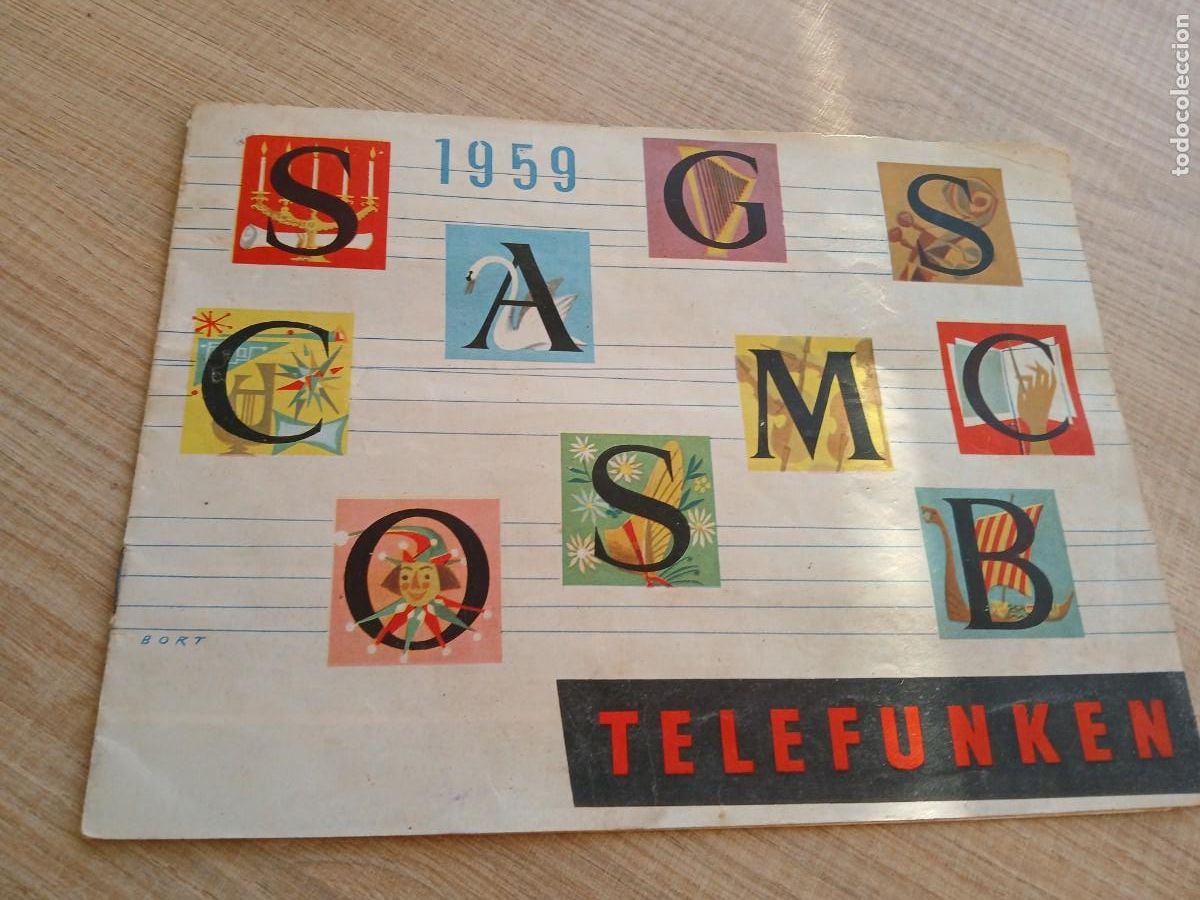 1959
S
G
S
A
C
M
C
S
O
B
BORT
TELEFUNKEN
todocoleccion